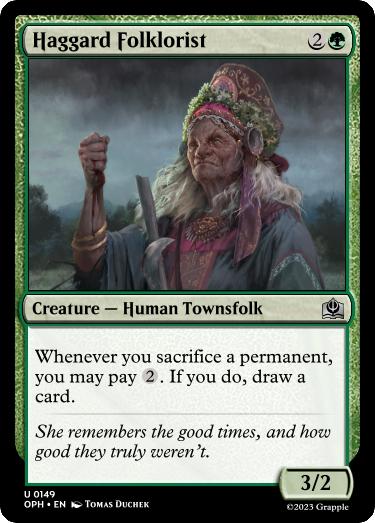 Haggard Folklorist 2
Creature — Human Townsfolk
Whenever you sacrifice a permanent,
you may pay 2. If you do, draw a
card.
She remembers the good times, and how
good they truly weren't.
3/2
U 0149
OPH • EN Tomas Duchek
©2023 Grapple